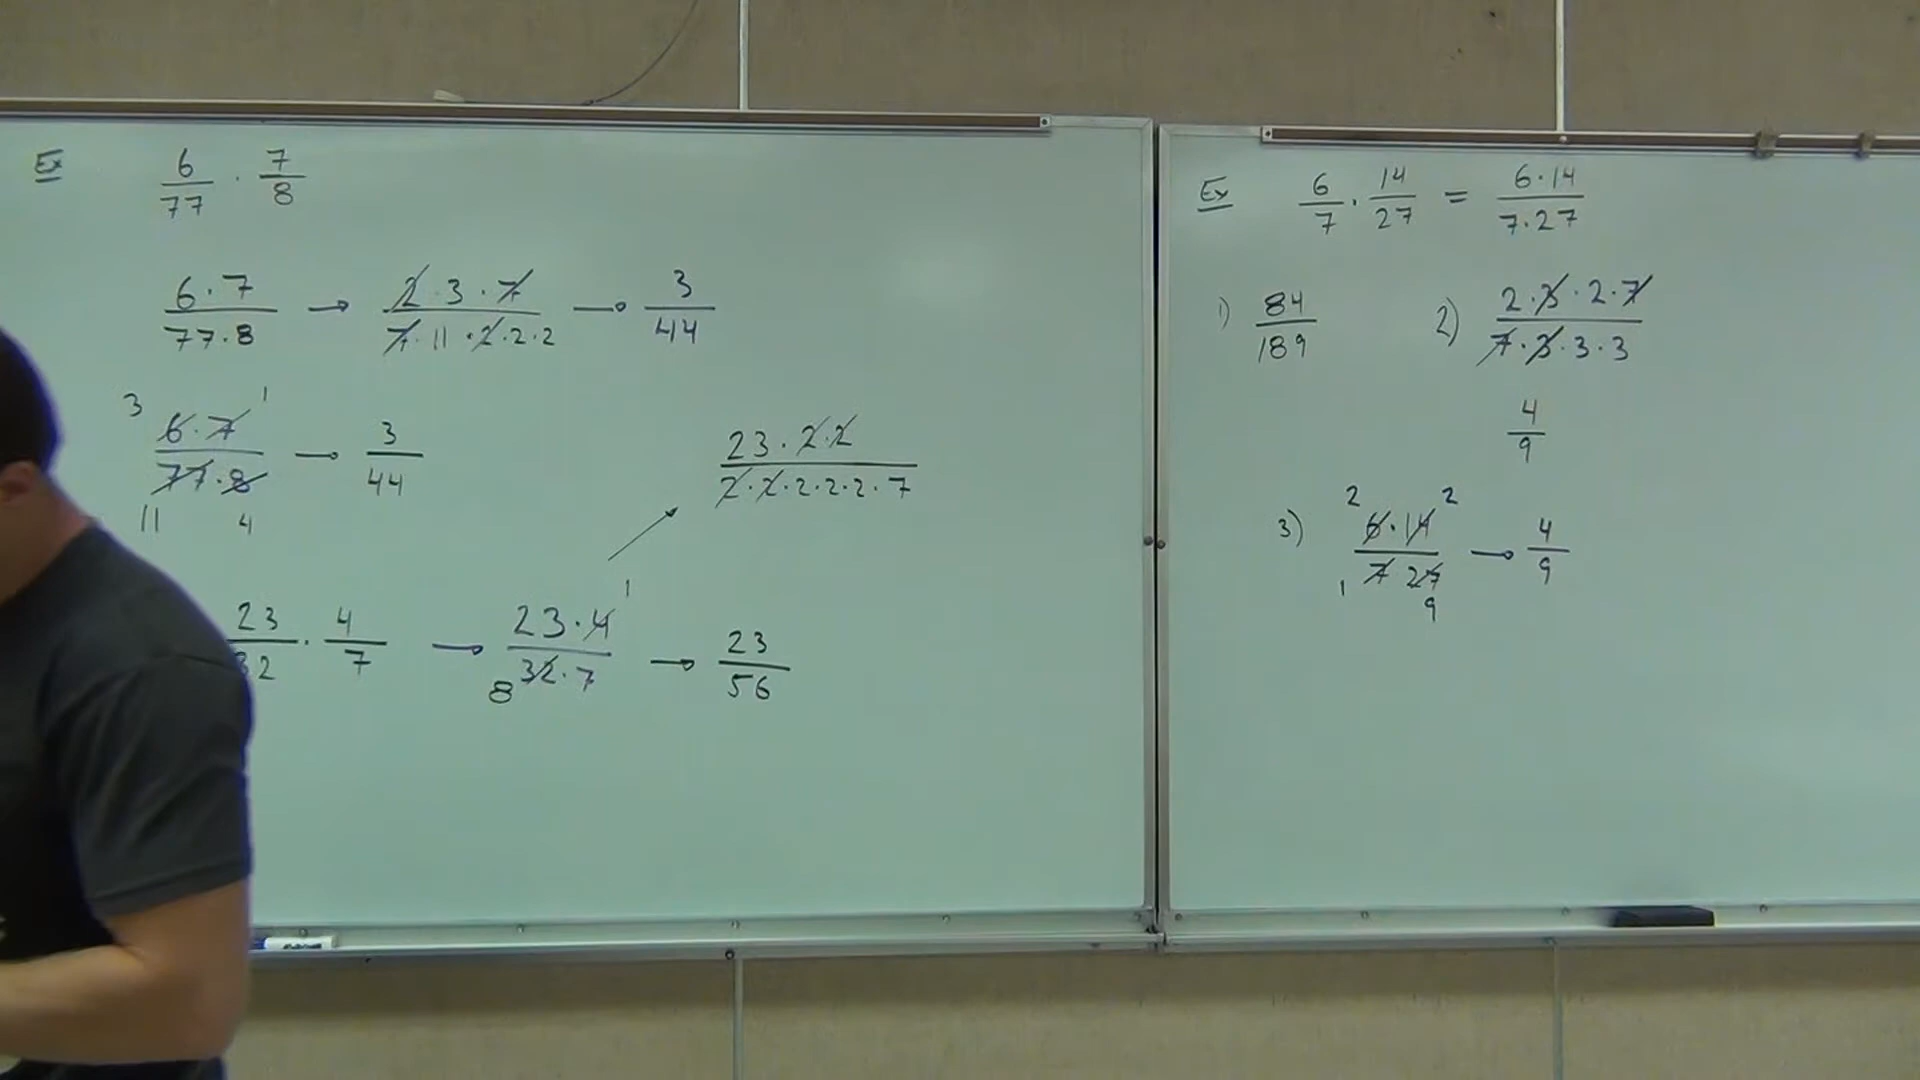 Ex 6/77 · 7/8
6·7/77·8 → 2·3·7/7·11·2·2·2 → 3/44
3 1
6·7/77·8 → 3/44
11 4
23·2·2/2·2·2·2·2·7
23/32 · 4/7 → 23·4/32·7 → 23/56
1
8
Ex 6/7 · 14/27 = 6·14/7·27
1) 84/189
2) 2·3·2·7/7·3·3·3
4/9
2 2
3) 6·14/7 27 → 4/9
1 9